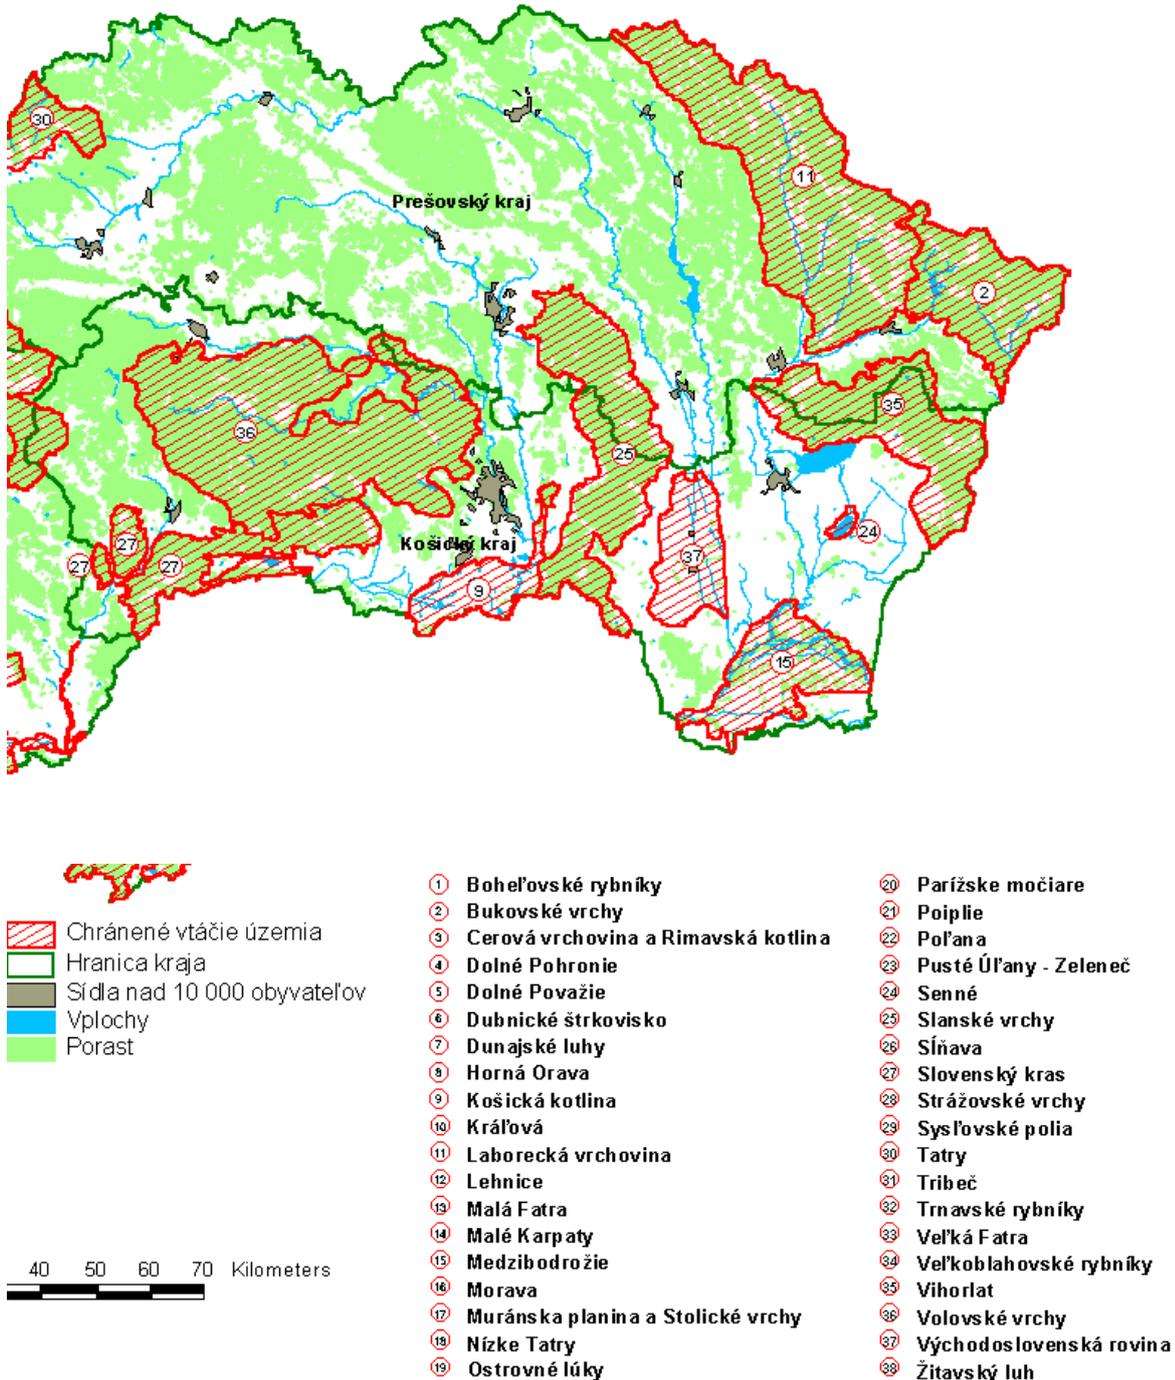 30
11
Prešovský kraj
2
36
35
25
24
27
27
27
Košický kraj
37
9
15
Chránené vtáčie územia
Hranica kraja
Sídla nad 10 000 obyvateľov
Vplochy
Porast
40 50 60 70 Kilometers
1 Boheľovské rybníky
2 Bukovské vrchy
3 Cerová vrchovina a Rimavská kotlina
4 Dolné Pohronie
5 Dolné Považie
6 Dubnické štrkovisko
7 Dunajské luhy
8 Horná Orava
9 Košická kotlina
10 Kráľová
11 Laborecká vrchovina
12 Lehnice
13 Malá Fatra
14 Malé Karpaty
15 Medzibodrožie
16 Morava
17 Muránska planina a Stolické vrchy
18 Nízke Tatry
19 Ostrovné lúky
20 Parížske močiare
21 Poiplie
22 Poľana
23 Pusté Úľany - Zeleneč
24 Senné
25 Slanské vrchy
26 Sĺňava
27 Slovenský kras
28 Strážovské vrchy
29 Sysľovské polia
30 Tatry
31 Tribeč
32 Trnavské rybníky
33 Veľká Fatra
34 Veľkoblahovské rybníky
35 Vihorlat
36 Volovské vrchy
37 Východoslovenská rovina
38 Žitavský luh